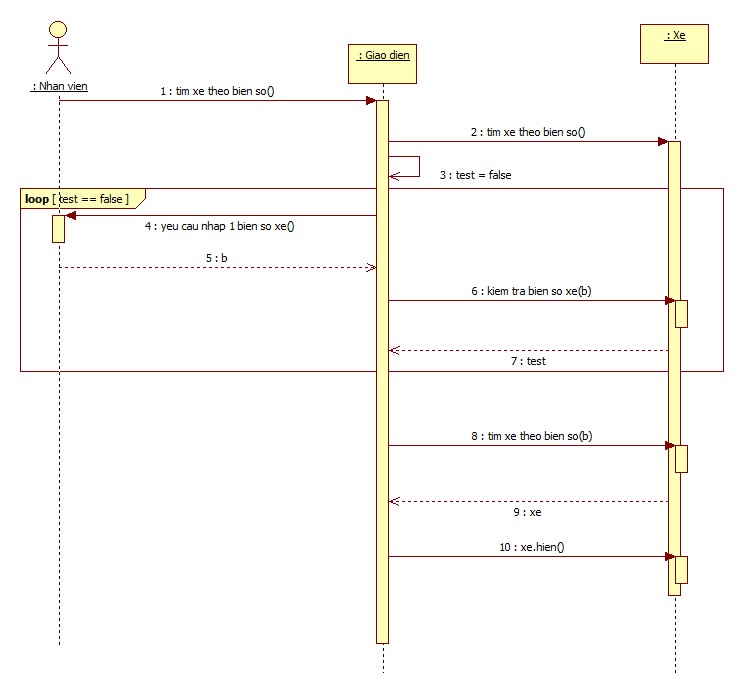 : Giao dien
: Xe
: Nhan vien
1 : tim xe theo bien so()
2 : tim xe theo bien so()
3 : test = false
loop [ test == false ]
4 : yeu cau nhap 1 bien so xe()
5 : b
6 : kiem tra bien so xe(b)
7 : test
8 : tim xe theo bien so(b)
9 : xe
10 : xe.hien()